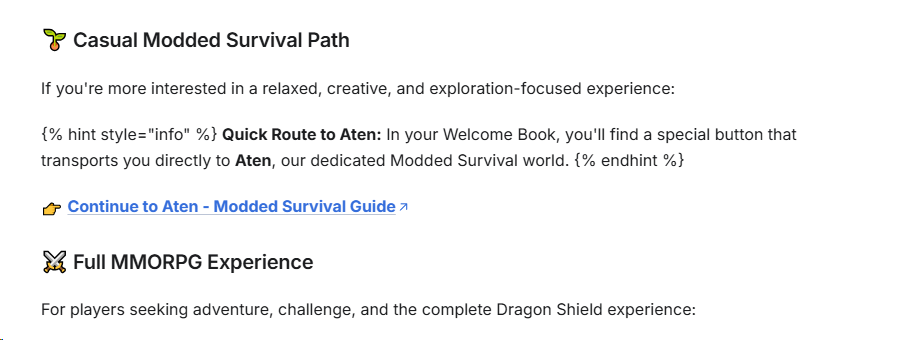 🌱 Casual Modded Survival Path
If you're more interested in a relaxed, creative, and exploration-focused experience:
{% hint style="info" %} Quick Route to Aten: In your Welcome Book, you'll find a special button that
transports you directly to Aten, our dedicated Modded Survival world. {% endhint %}
👉 Continue to Aten - Modded Survival Guide ↗
⚔️ Full MMORPG Experience
For players seeking adventure, challenge, and the complete Dragon Shield experience: